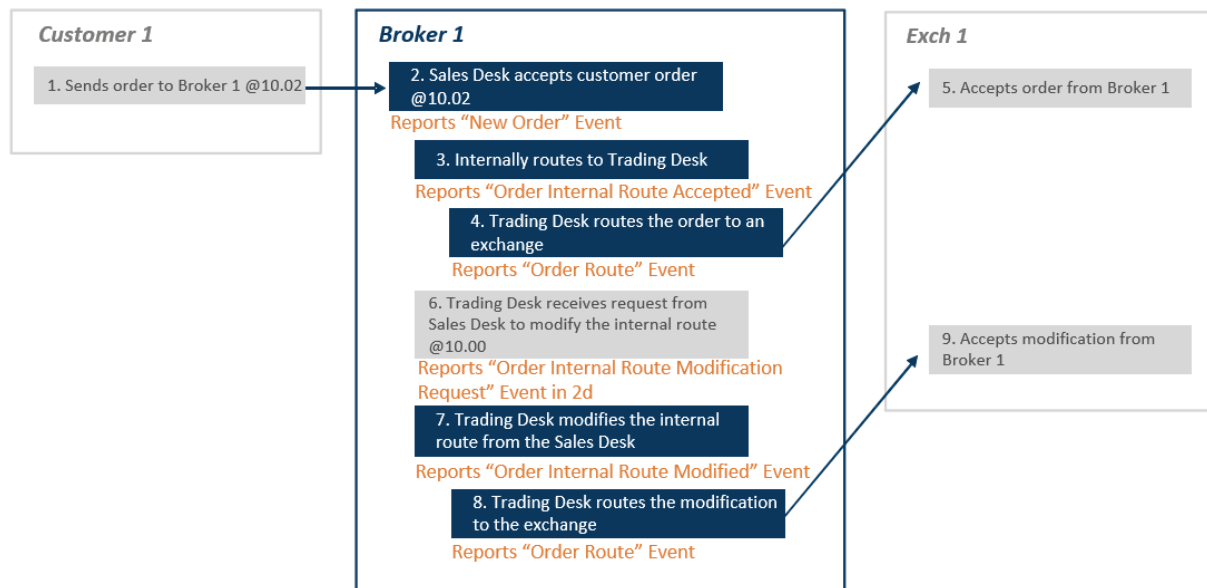 Customer 1
1. Sends order to Broker 1 @10.02
Broker 1
2. Sales Desk accepts customer order
@10.02
Reports “New Order” Event
3. Internally routes to Trading Desk
Reports “Order Internal Route Accepted” Event
4. Trading Desk routes the order to an
exchange
Reports “Order Route” Event
6. Trading Desk receives request from
Sales Desk to modify the internal route
@10.00
Reports “Order Internal Route Modification
Request” Event in 2d
7. Trading Desk modifies the internal
route from the Sales Desk
Reports “Order Internal Route Modified” Event
8. Trading Desk routes the modification
to the exchange
Reports “Order Route” Event
Exch 1
5. Accepts order from Broker 1
9. Accepts modification from
Broker 1